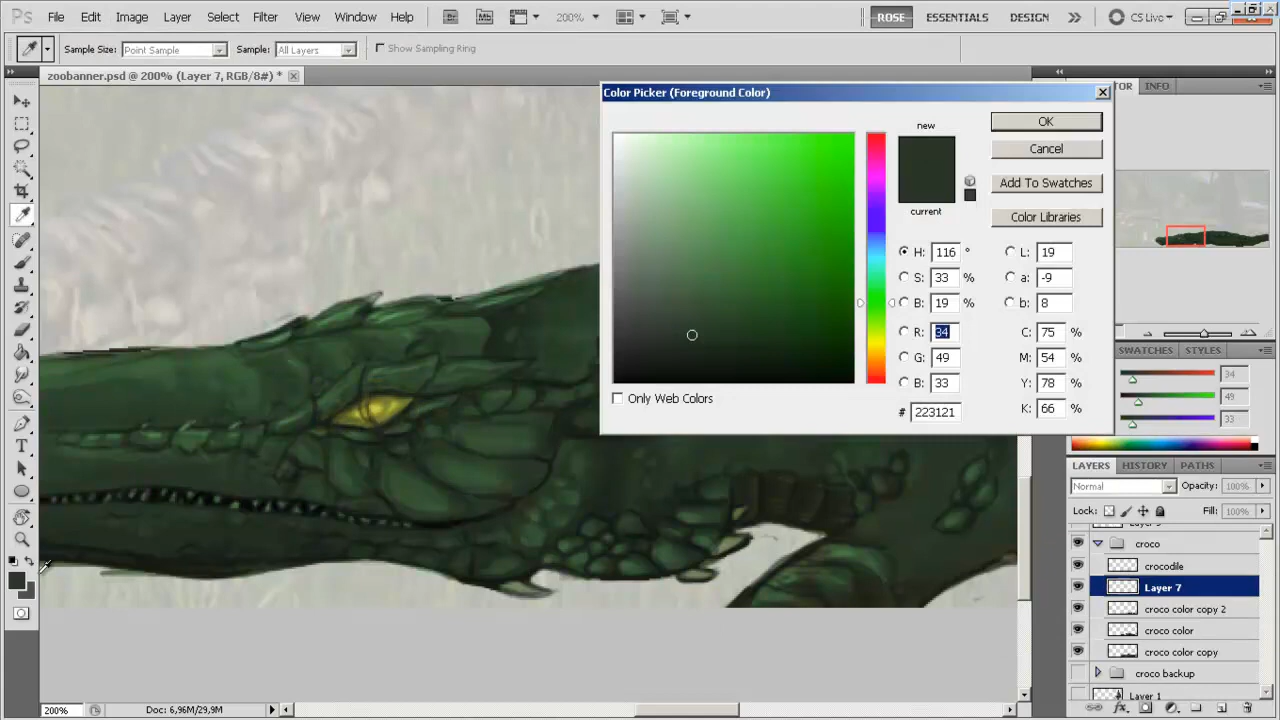 Ps File Edit Image Layer Select Filter View Window Help Br Mb 200% ROSE ESSENTIALS DESIGN CS Live
Sample Size: Point Sample Sample: All Layers Show Sampling Ring
zoobanner.psd @ 200% (Layer 7, RGB/8#) *
Color Picker (Foreground Color)
INFO
new
OK
Cancel
Add To Swatches
current
Color Libraries
H: 116 °
L: 19
S: 33 %
a: -9
B: 19 %
b: 8
R: 34
C: 75 %
G: 49
M: 54 %
B: 33
Y: 78 %
Only Web Colors
# 223121
K: 66 %
SWATCHES STYLES
34
49
33
LAYERS HISTORY PATHS
Normal Opacity: 100%
Lock: Fill: 100%
croco
crocodile
Layer 7
croco color copy 2
croco color
croco color copy
croco backup
Layer 1
200% Doc: 6,96M/29,9M